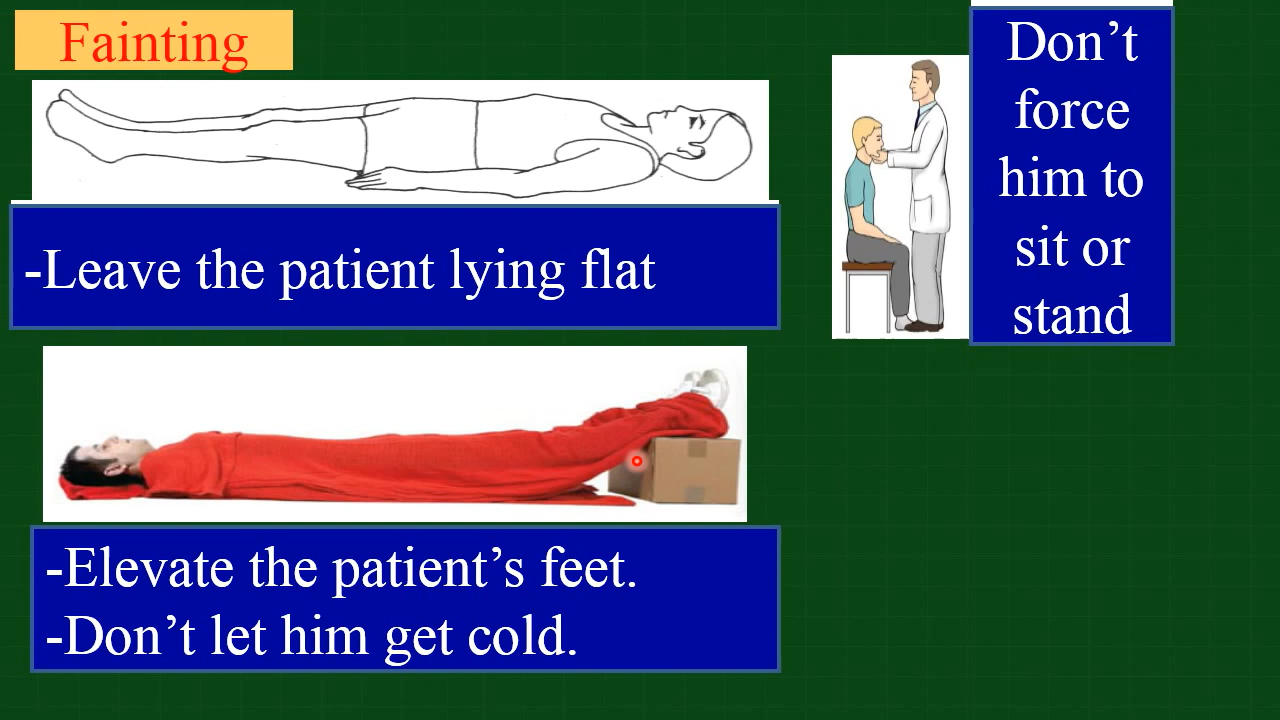 Fainting
-Leave the patient lying flat
Don’t
force
him to
sit or
stand
-Elevate the patient’s feet.
-Don’t let him get cold.